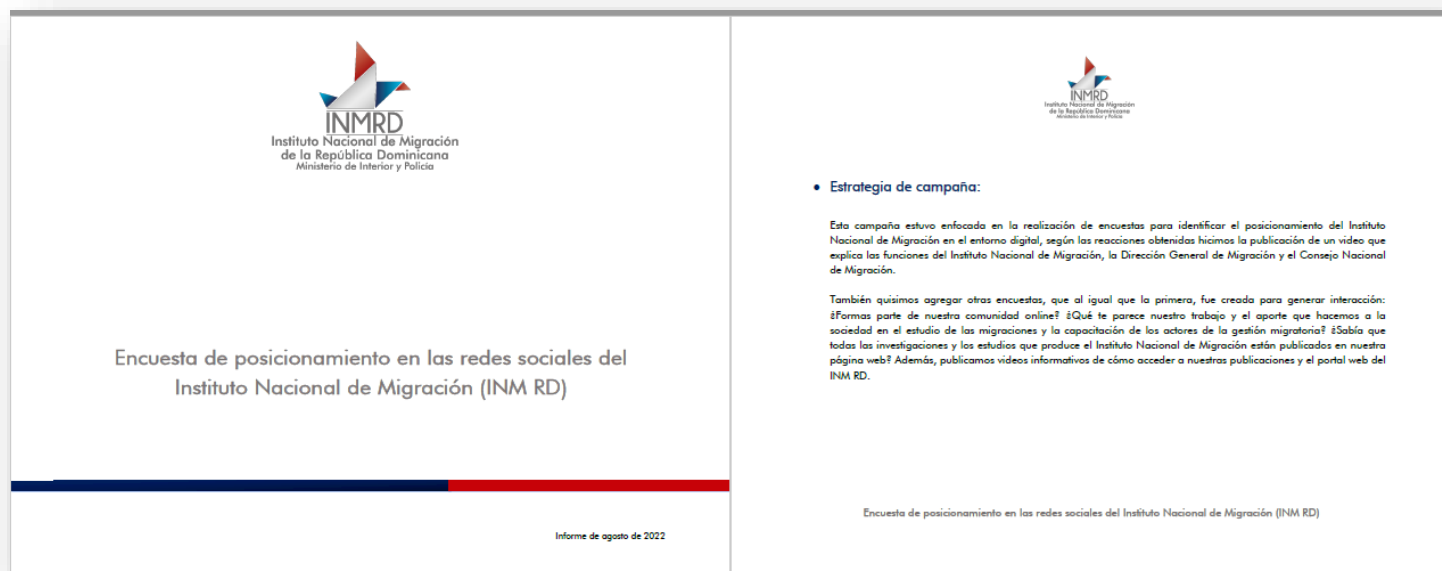 INMRD
Instituto Nacional de Migración
de la República Dominicana
Ministerio de Interior y Policía
Encuesta de posicionamiento en las redes sociales del
Instituto Nacional de Migración (INM RD)
Informe de agosto de 2022
INMRD
Instituto Nacional de Migración
de la República Dominicana
Ministerio de Interior y Policía
• Estrategia de campaña:
Esta campaña estuvo enfocada en la realización de encuestas para identificar el posicionamiento del Instituto
Nacional de Migración en el entorno digital, según las reacciones obtenidas hicimos la publicación de un video que
explica las funciones del Instituto Nacional de Migración, la Dirección General de Migración y el Consejo Nacional
de Migración.
También quisimos agregar otras encuestas, que al igual que la primera, fue creada para generar interacción:
¿Formas parte de nuestra comunidad online? ¿Qué te parece nuestro trabajo y el aporte que hacemos a la
sociedad en el estudio de las migraciones y la capacitación de los actores de la gestión migratoria? ¿Sabía que
todas las investigaciones y los estudios que produce el Instituto Nacional de Migración están publicados en nuestra
página web? Además, publicamos videos informativos de cómo acceder a nuestras publicaciones y el portal web del
INM RD.
Encuesta de posicionamiento en las redes sociales del Instituto Nacional de Migración (INM RD)